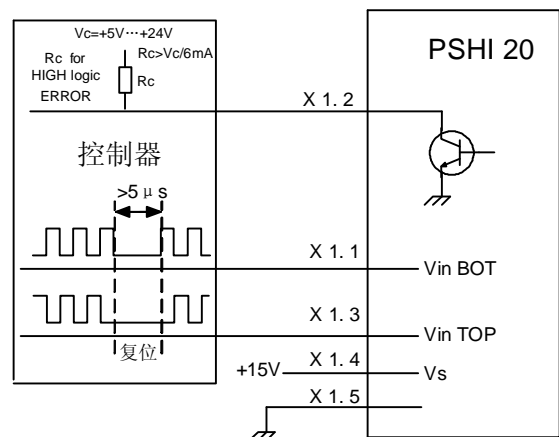 Vc=+5V···+24V
Rc for
HIGH logic
ERROR
Rc>Vc/6mA
Rc
PSHI 20
X 1. 2
控制器
>5 μ s
X 1. 1
Vin BOT
X 1. 3
Vin TOP
复位
X 1. 4
+15V
Vs
X 1. 5